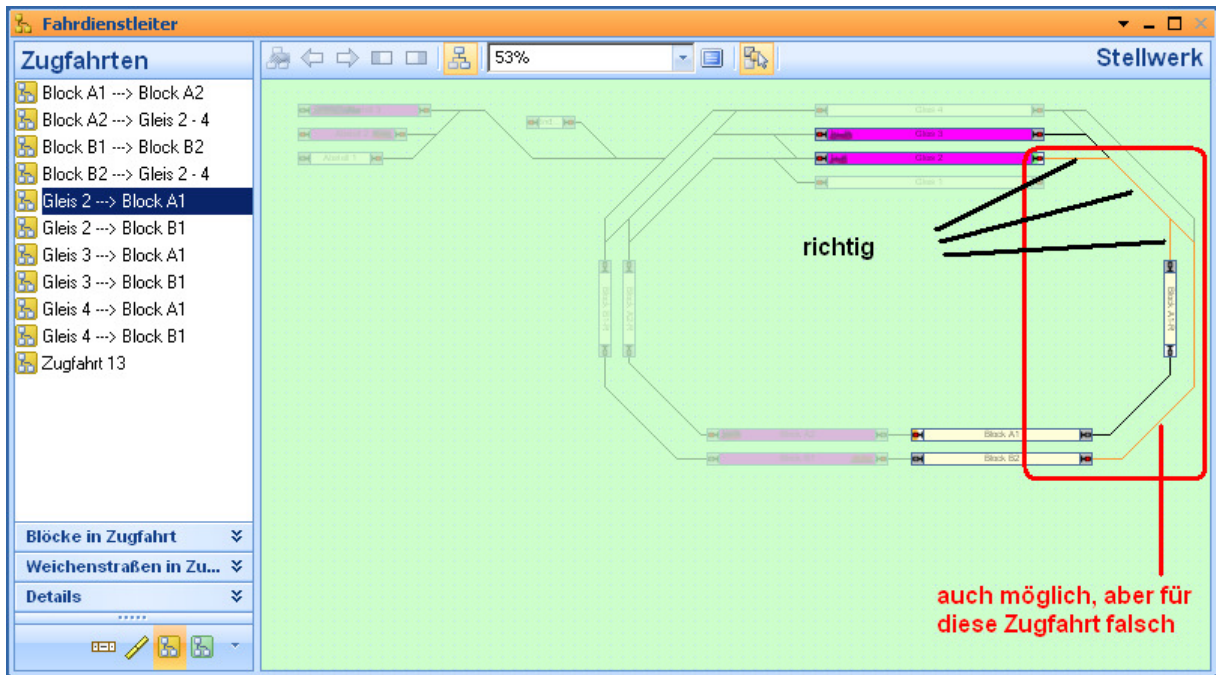 Fahrdienstleiter
Zugfahrten
53%
Stellwerk
Block A1 ---> Block A2
Block A2 ---> Gleis 2 - 4
Block B1 ---> Block B2
Block B2 ---> Gleis 2 - 4
Gleis 2 ---> Block A1
Gleis 2 ---> Block B1
Gleis 3 ---> Block A1
Gleis 3 ---> Block B1
Gleis 4 ---> Block A1
Gleis 4 ---> Block B1
Zugfahrt 13
Blöcke in Zugfahrt
Weichenstraßen in Zu...
Details
Gleis 4
Gleis 3
Gleis 2
Gleis 1
richtig
Block A1-R
Block A1
Block B2
auch möglich, aber für
diese Zugfahrt falsch